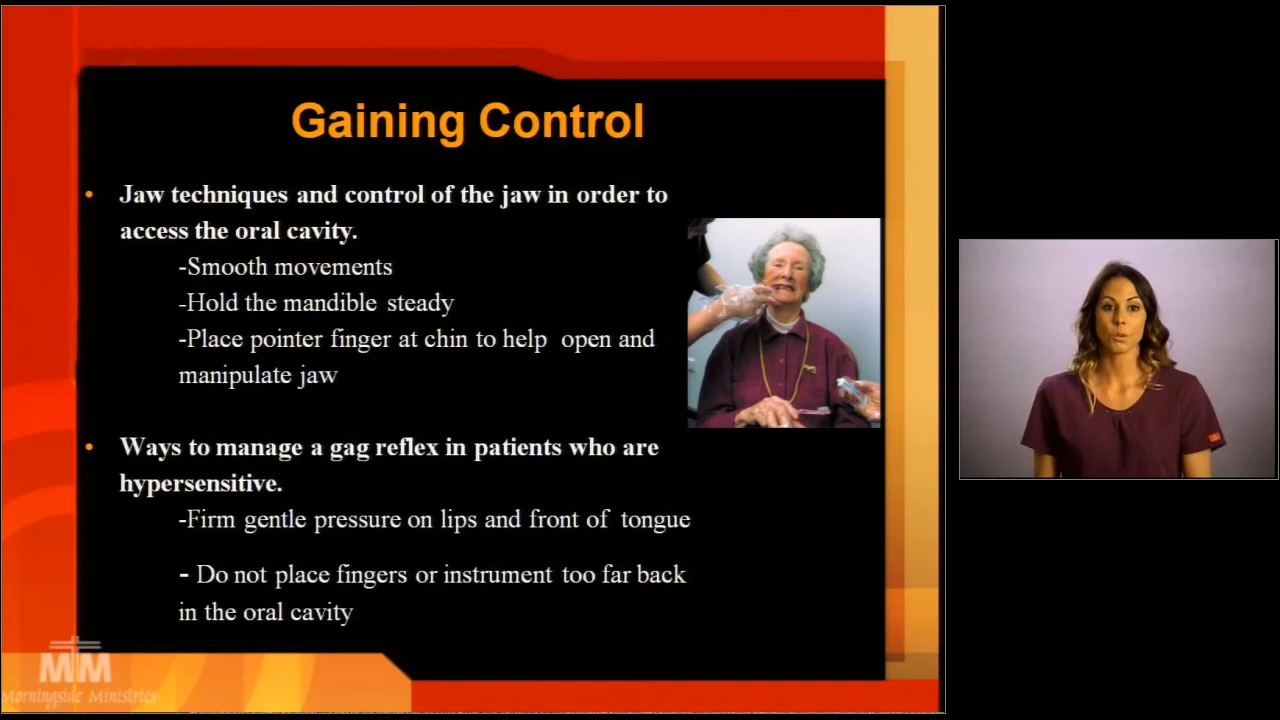 Gaining Control
• Jaw techniques and control of the jaw in order to
access the oral cavity.
-Smooth movements
-Hold the mandible steady
-Place pointer finger at chin to help open and
manipulate jaw
• Ways to manage a gag reflex in patients who are
hypersensitive.
-Firm gentle pressure on lips and front of tongue
- Do not place fingers or instrument too far back
in the oral cavity
MM
Morningside Ministries